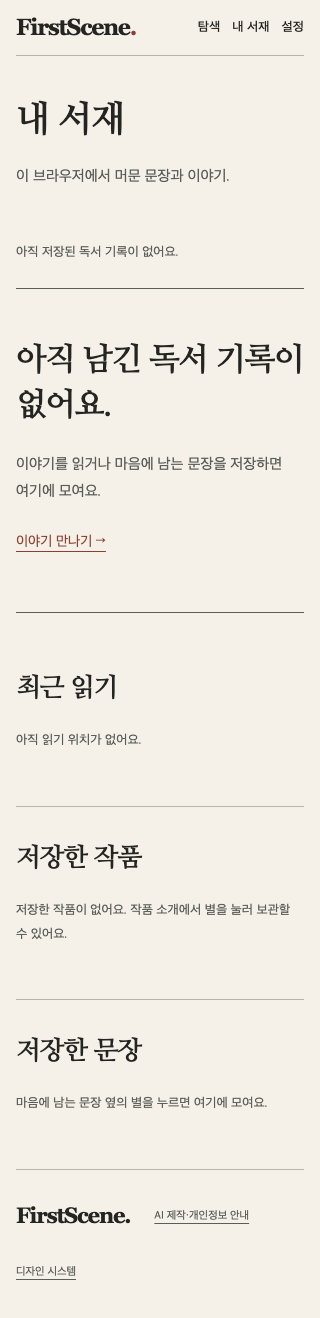 FirstScene.
탐색 내 서재 설정
내 서재
이 브라우저에서 머문 문장과 이야기.
아직 저장된 독서 기록이 없어요.
아직 남긴 독서 기록이
없어요.
이야기를 읽거나 마음에 남는 문장을 저장하면
여기에 모여요.
이야기 만나기 →
최근 읽기
아직 읽기 위치가 없어요.
저장한 작품
저장한 작품이 없어요. 작품 소개에서 별을 눌러 보관할
수 있어요.
저장한 문장
마음에 남는 문장 옆의 별을 누르면 여기에 모여요.
FirstScene.
AI 제작·개인정보 안내
디자인 시스템